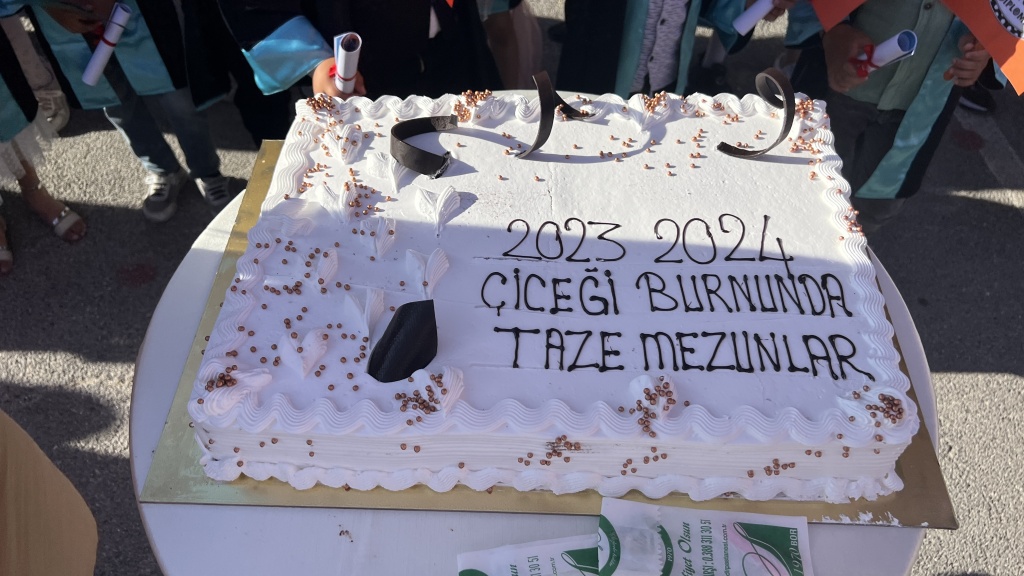 2023 2024
ÇİCEĞİ BURNUNDA
TAZE MEZUNLAR